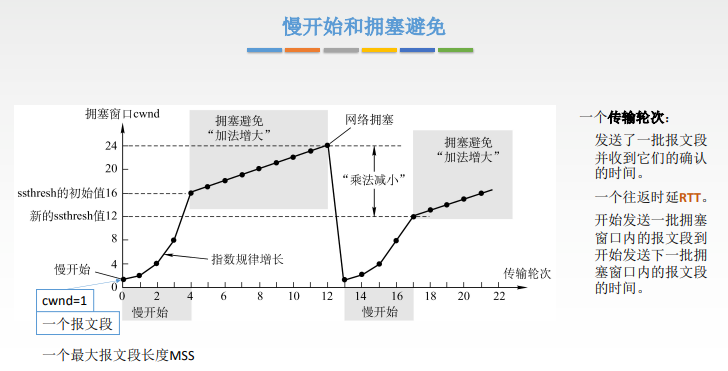 慢开始和拥塞避免
拥塞窗口cwnd
拥塞避免
“加法增大”
网络拥塞
拥塞避免
“加法增大”
24
20
ssthresh的初始值16
“乘法减小”
新的ssthresh值12
8
4
指数规律增长
慢开始
传输轮次
0
0
2
4
6
8
10
12
14
16
18
20
22
慢开始
慢开始
cwnd=1
一个报文段
一个最大报文段长度MSS
一个传输轮次：
发送了一批报文段
并收到它们的确认
的时间。
一个往返时延RTT。
开始发送一批拥塞
窗口内的报文段到
开始发送下一批拥
塞窗口内的报文段
的时间。